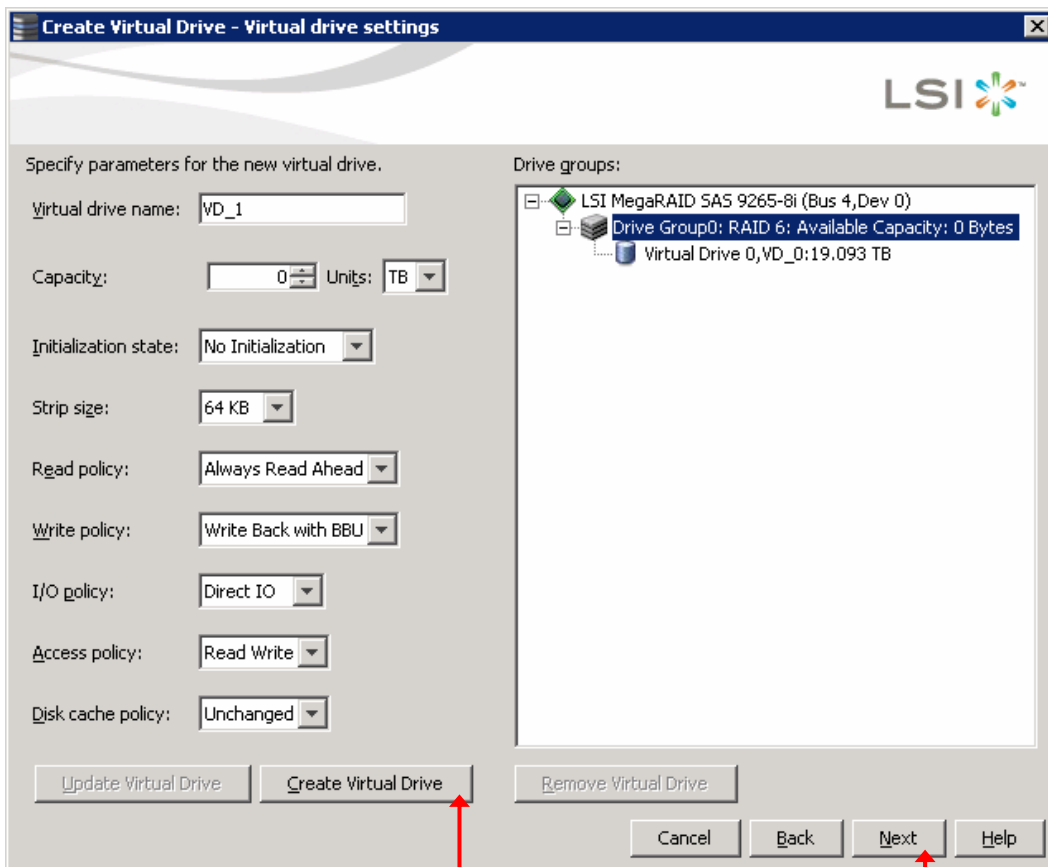 Create Virtual Drive - Virtual drive settings
LSI
Specify parameters for the new virtual drive.
Virtual drive name: VD_1
Capacity: 0 Units: TB
Initialization state: No Initialization
Strip size: 64 KB
Read policy: Always Read Ahead
Write policy: Write Back with BBU
I/O policy: Direct IO
Access policy: Read Write
Disk cache policy: Unchanged
Update Virtual Drive Create Virtual Drive
Drive groups:
LSI MegaRAID SAS 9265-8i (Bus 4,Dev 0)
Drive Group0: RAID 6: Available Capacity: 0 Bytes
Virtual Drive 0,VD_0:19.093 TB
Remove Virtual Drive
Cancel Back Next Help